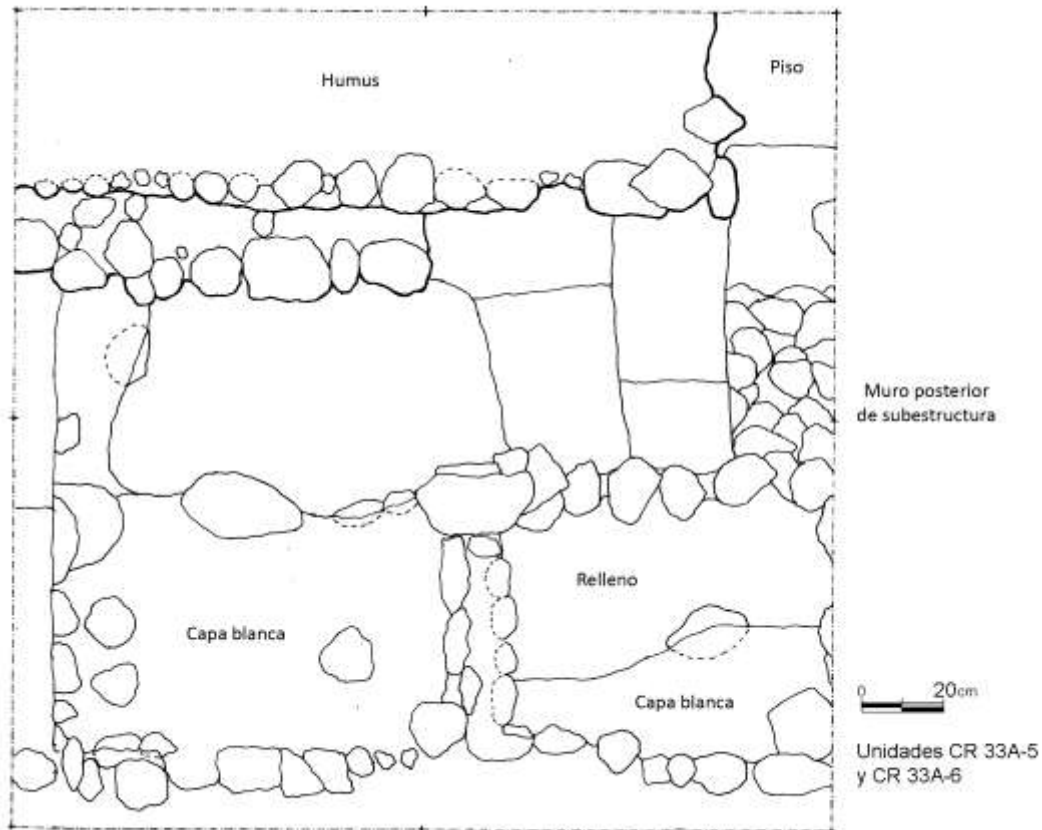 Humus
Piso
Muro posterior
de subestructura
Relleno
Capa blanca
Capa blanca
0 20cm
Unidades CR 33A-5
y CR 33A-6